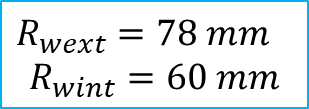 R_wext = 78 mm
R_wint = 60 mm